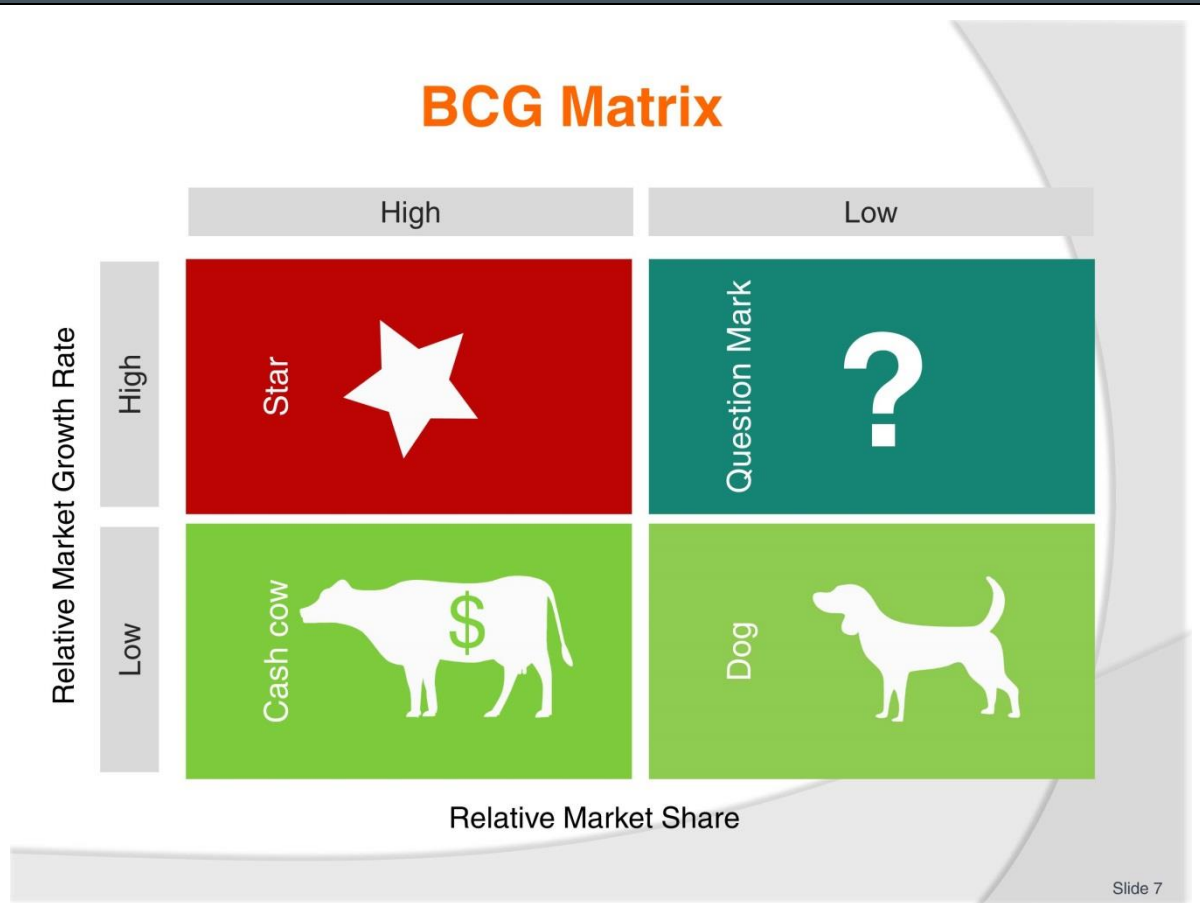 BCG Matrix
High
Low
Relative Market Growth Rate
High
Star
Question Mark
?
Low
Cash cow
$
Dog
Relative Market Share
Slide 7